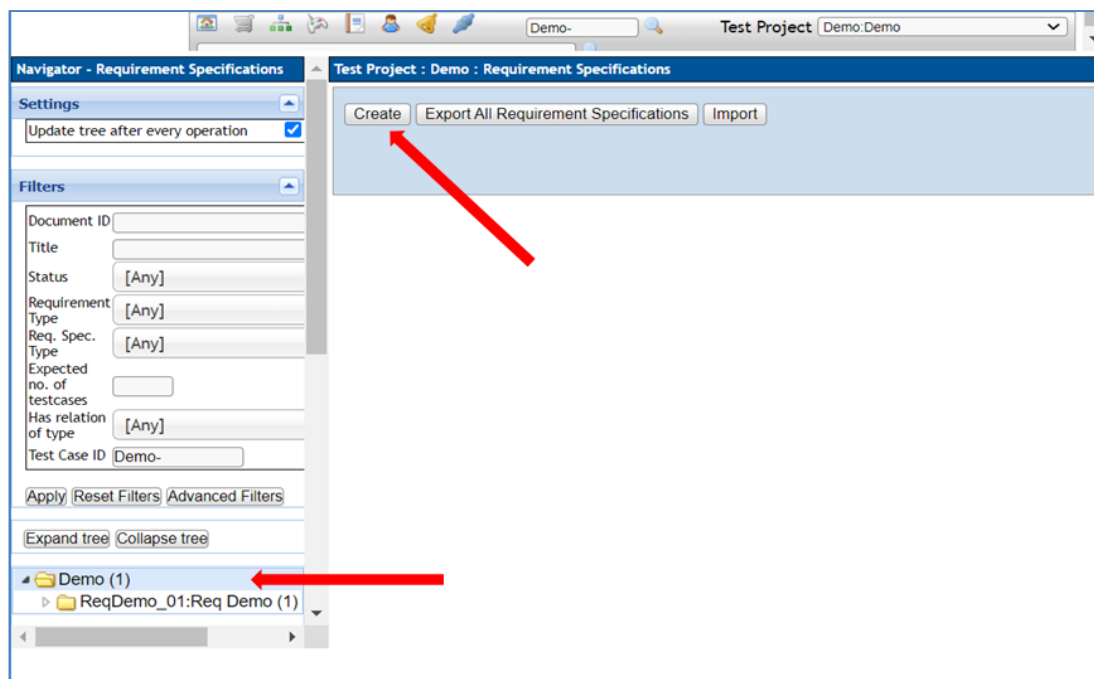 Demo-
Test Project Demo:Demo
Navigator - Requirement Specifications
Test Project : Demo : Requirement Specifications
Settings
Update tree after every operation
Create Export All Requirement Specifications Import
Filters
Document ID
Title
Status [Any]
Requirement
Type [Any]
Req. Spec.
Type [Any]
Expected
no. of
testcases
Has relation
of type [Any]
Test Case ID Demo-
Apply Reset Filters Advanced Filters
Expand tree Collapse tree
Demo (1)
ReqDemo_01:Req Demo (1)